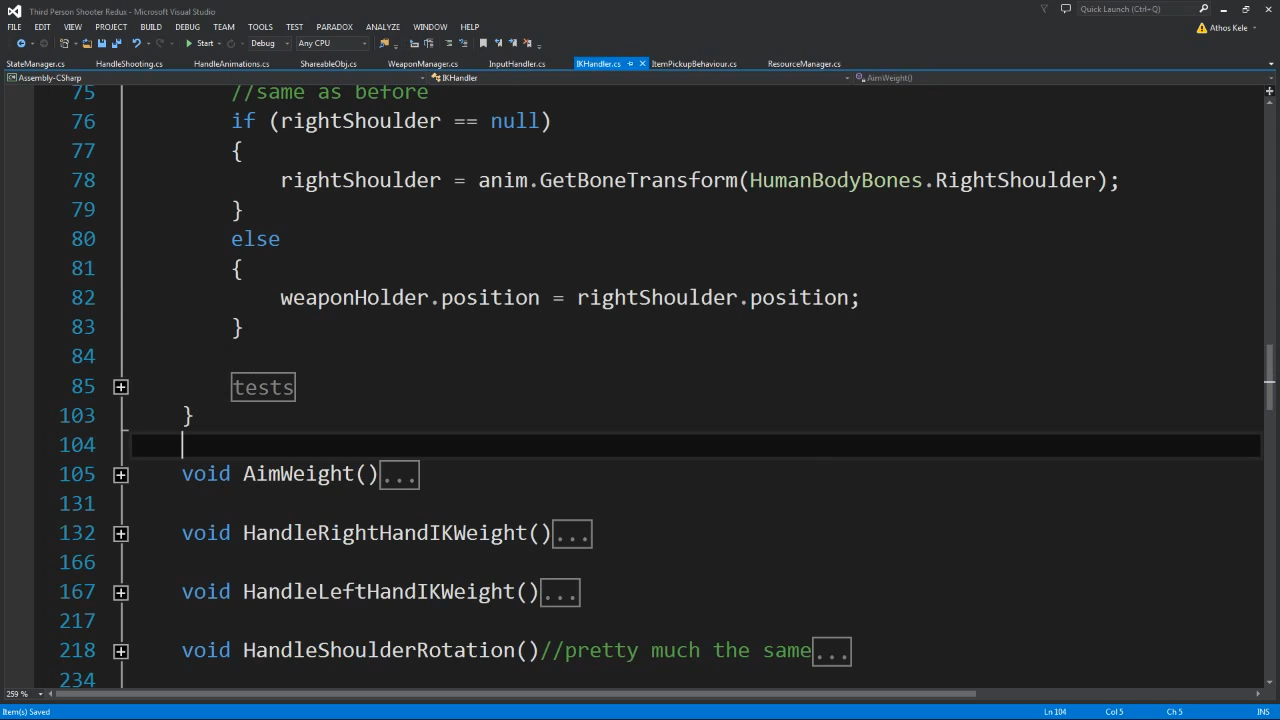 Third Person Shooter Redux - Microsoft Visual Studio
Quick Launch (Ctrl+Q)
FILE EDIT VIEW PROJECT BUILD DEBUG TEAM TOOLS TEST PARADOX ANALYZE WINDOW HELP
Athos Kele
Start Debug Any CPU
StateManager.cs HandleShooting.cs HandleAnimations.cs ShareableObj.cs WeaponManager.cs InputHandler.cs IKHandler.cs ItemPickupBehaviour.cs ResourceManager.cs
Assembly-CSharp IKHandler AimWeight()
75 //same as before
76 if (rightShoulder == null)
77 {
78 rightShoulder = anim.GetBoneTransform(HumanBodyBones.RightShoulder);
79 }
80 else
81 {
82 weaponHolder.position = rightShoulder.position;
83 }
84
85 tests
103 }
104
105 void AimWeight()...
131
132 void HandleRightHandIKWeight()...
166
167 void HandleLeftHandIKWeight()...
217
218 void HandleShoulderRotation()//pretty much the same...
234
259 %
Item(s) Saved Ln 104 Col 5 Ch 5 INS